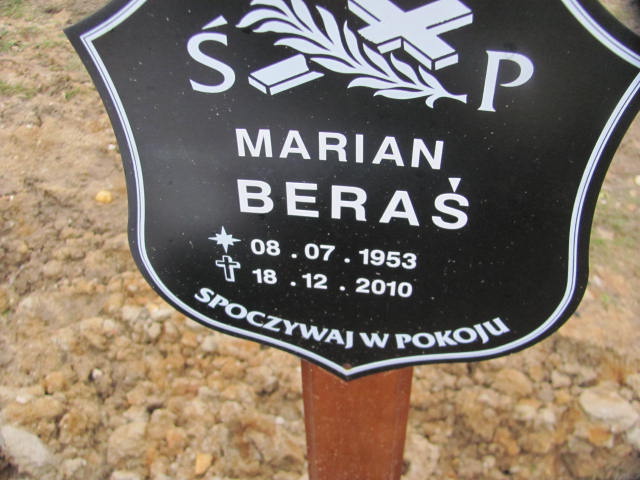 Ś P
MARIAN
BERAŚ
08.07.1953
18.12.2010
SPOCZYWAJ W POKOJU